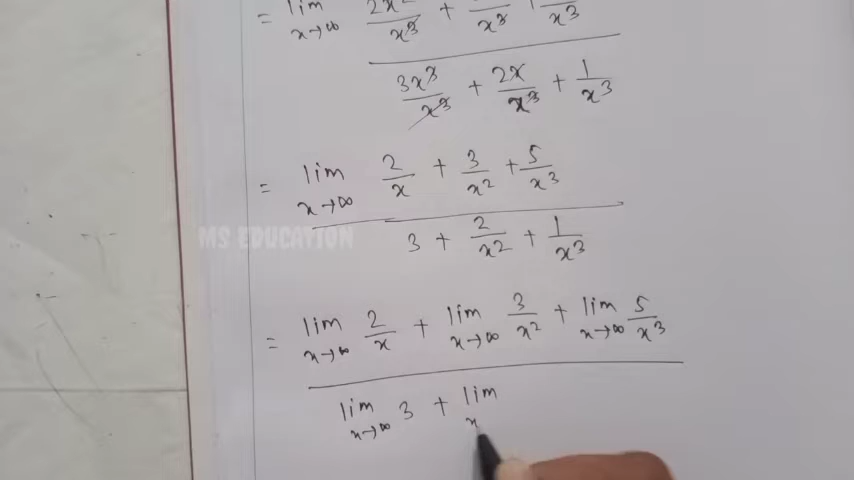 = lim x→∞ 2x²/x³ + /x³ + /x³
3x³/x³ + 2x/x³ + 1/x³
= lim x→∞ 2/x + 3/x² + 5/x³
MS EDUCATION
3 + 2/x² + 1/x³
= lim x→∞ 2/x + lim x→∞ 3/x² + lim x→∞ 5/x³
lim x→∞ 3 + lim x